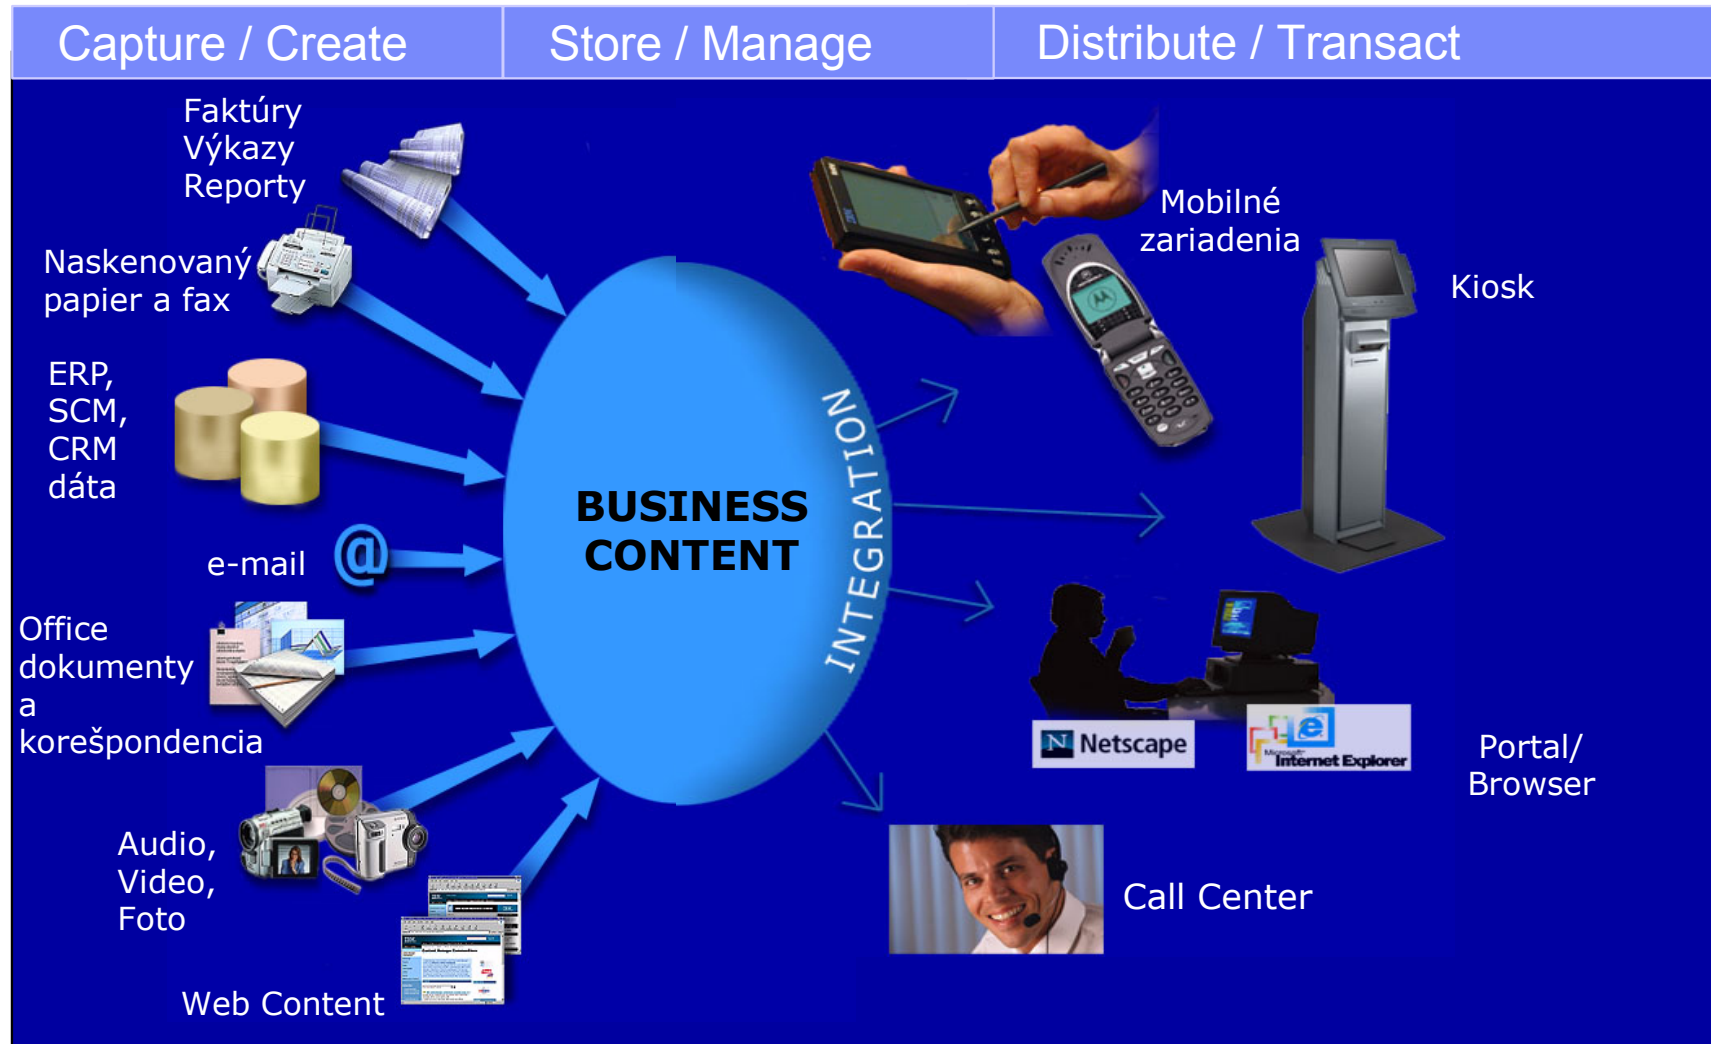 Capture / Create
Store / Manage
Distribute / Transact
Faktúry
Výkazy
Reporty
Naskenovaný
papier a fax
ERP,
SCM,
CRM
dáta
@
e-mail
Office
dokumenty
a
korešpondencia
Audio,
Video,
Foto
Web Content
BUSINESS
CONTENT
INTEGRATION
Mobilné
zariadenia
Kiosk
N Netscape
Microsoft
Internet Explorer
Portal/
Browser
Call Center